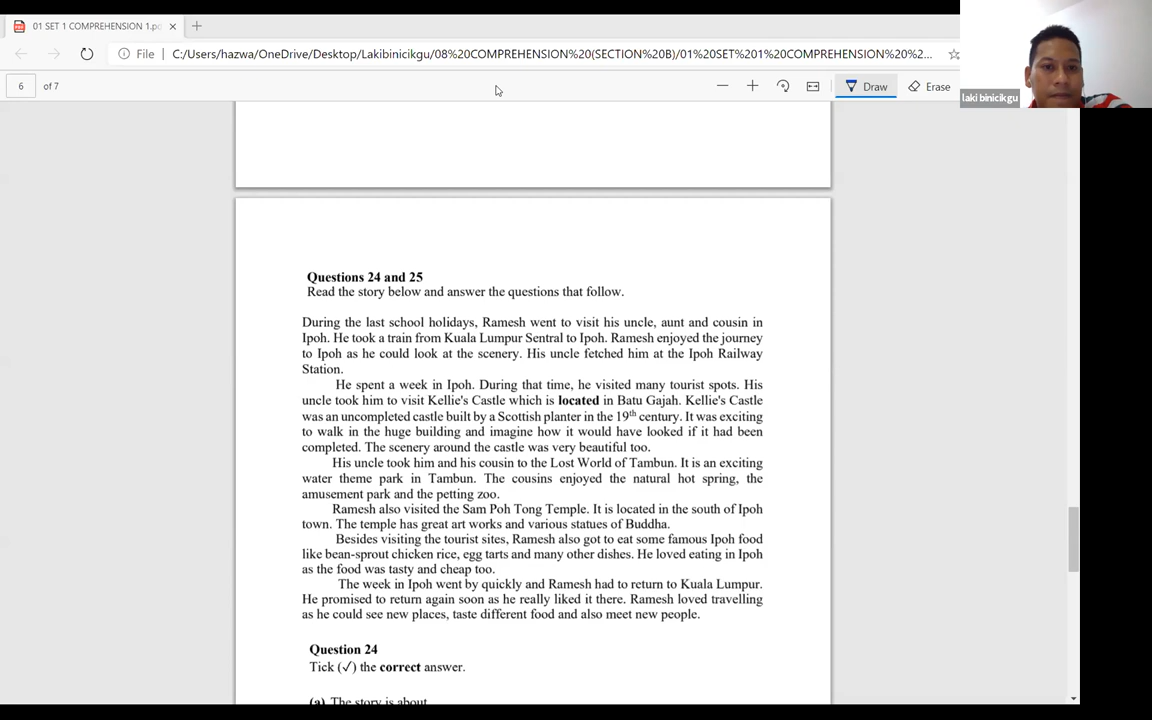 01 SET 1 COMPREHENSION 1.pc
File
C:/Users/hazwa/OneDrive/Desktop/Lakibinicikgu/08%20COMPREHENSION%20(SECTION%20B)/01%20SET%201%20COMPREHENSION%20%2...
6 of 7
Draw
Erase
laki binicikgu
Questions 24 and 25
Read the story below and answer the questions that follow.
During the last school holidays, Ramesh went to visit his uncle, aunt and cousin in
Ipoh. He took a train from Kuala Lumpur Sentral to Ipoh. Ramesh enjoyed the journey
to Ipoh as he could look at the scenery. His uncle fetched him at the Ipoh Railway
Station.
He spent a week in Ipoh. During that time, he visited many tourist spots. His
uncle took him to visit Kellie's Castle which is located in Batu Gajah. Kellie's Castle
was an uncompleted castle built by a Scottish planter in the 19th century. It was exciting
to walk in the huge building and imagine how it would have looked if it had been
completed. The scenery around the castle was very beautiful too.
His uncle took him and his cousin to the Lost World of Tambun. It is an exciting
water theme park in Tambun. The cousins enjoyed the natural hot spring, the
amusement park and the petting zoo.
Ramesh also visited the Sam Poh Tong Temple. It is located in the south of Ipoh
town. The temple has great art works and various statues of Buddha.
Besides visiting the tourist sites, Ramesh also got to eat some famous Ipoh food
like bean-sprout chicken rice, egg tarts and many other dishes. He loved eating in Ipoh
as the food was tasty and cheap too.
The week in Ipoh went by quickly and Ramesh had to return to Kuala Lumpur.
He promised to return again soon as he really liked it there. Ramesh loved travelling
as he could see new places, taste different food and also meet new people.
Question 24
Tick (✓) the correct answer.
(a) The story is about